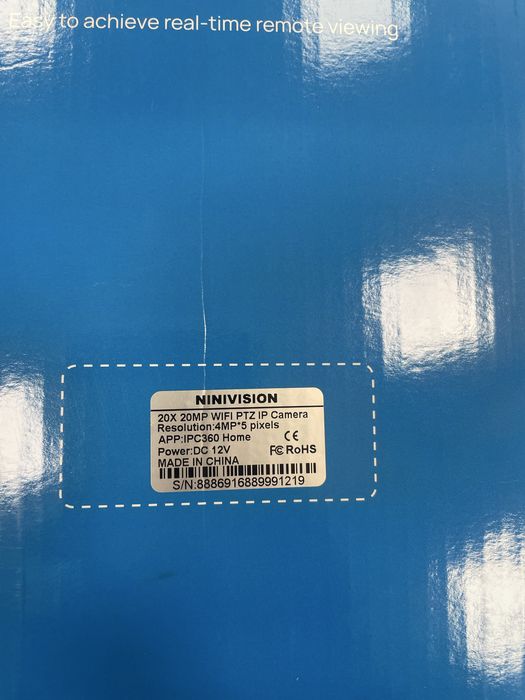 Easy to achieve real-time remote viewing
NINIVISION
20X 20MP WIFI PTZ IP Camera
Resolution:4MP*5 pixels
APP:IPC360 Home CE
Power:DC 12V FC RoHS
MADE IN CHINA
S/N:8886916889991219